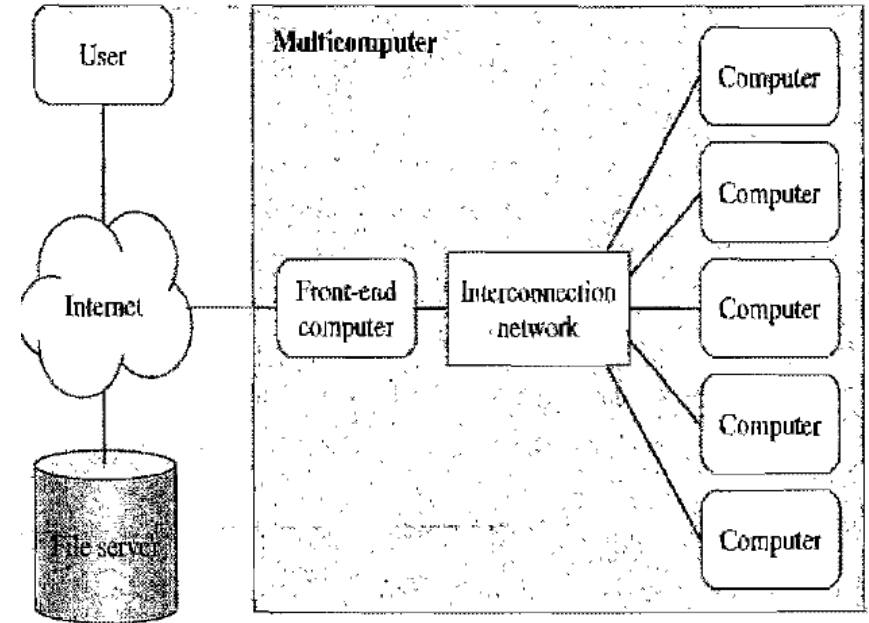 User
Multicomputer
Computer
Computer
Internet
Front-end
computer
Interconnection
network
Computer
Computer
File server
Computer